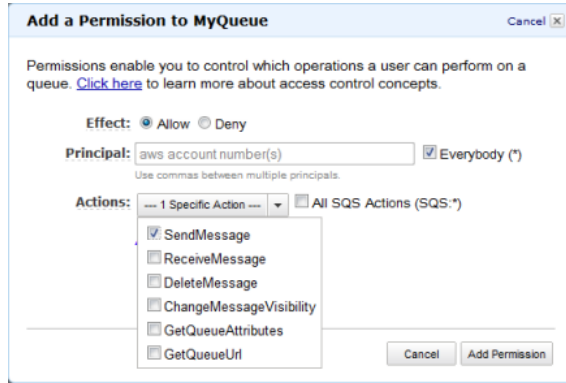 Add a Permission to MyQueue Cancel
Permissions enable you to control which operations a user can perform on a
queue. Click here to learn more about access control concepts.
Effect: Allow Deny
Principal: aws account number(s) Everybody (*)
Use commas between multiple principals.
Actions: --- 1 Specific Action --- All SQS Actions (SQS:*)
SendMessage
ReceiveMessage
DeleteMessage
ChangeMessageVisibility
GetQueueAttributes
GetQueueUrl
Cancel Add Permission